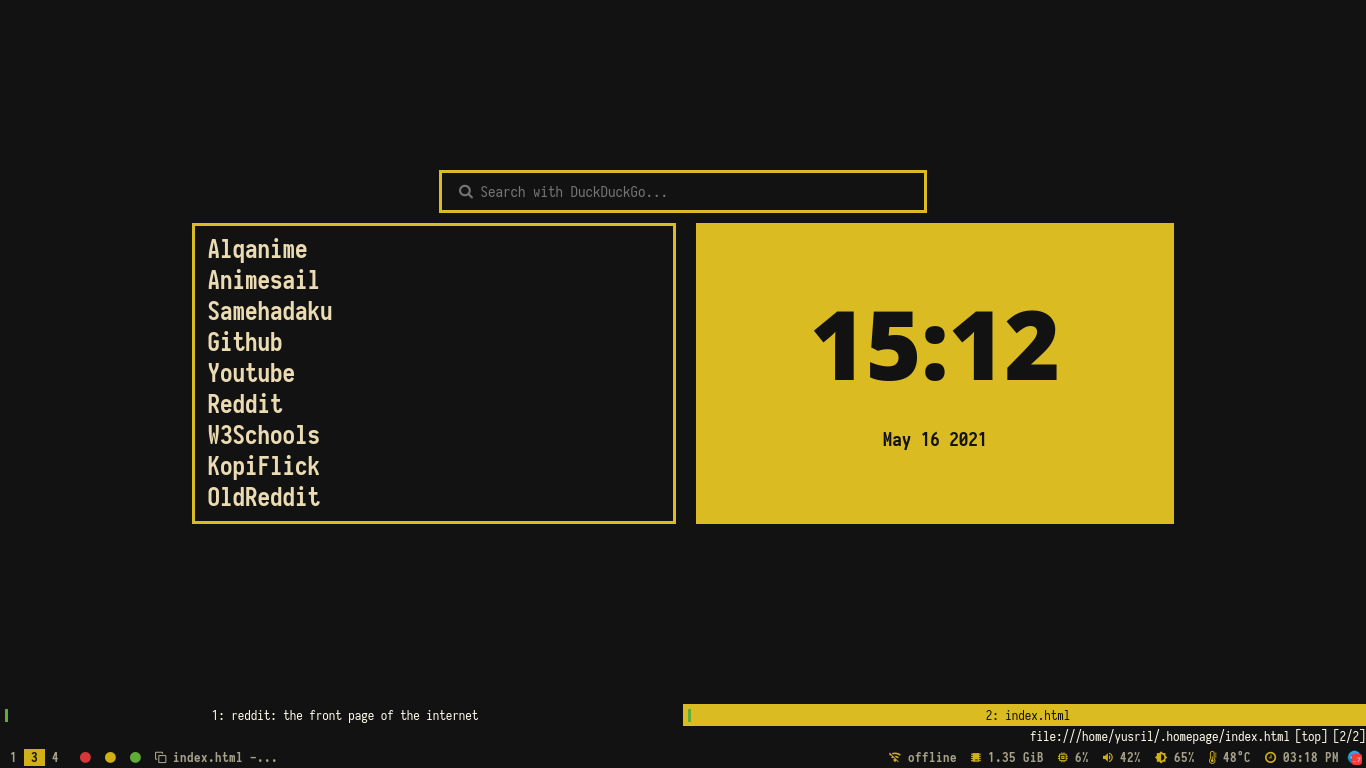 Search with DuckDuckGo...
Alqanime
Animesail
Samehadaku
Github
Youtube
Reddit
W3Schools
KopiFlick
OldReddit
15:12
May 16 2021
1: reddit: the front page of the internet
2: index.html
file:///home/yusril/.homepage/index.html [top] [2/2]
1 3 4 index.html -... offline 1.35 GiB 6% 42% 65% 48°C 03:18 PM